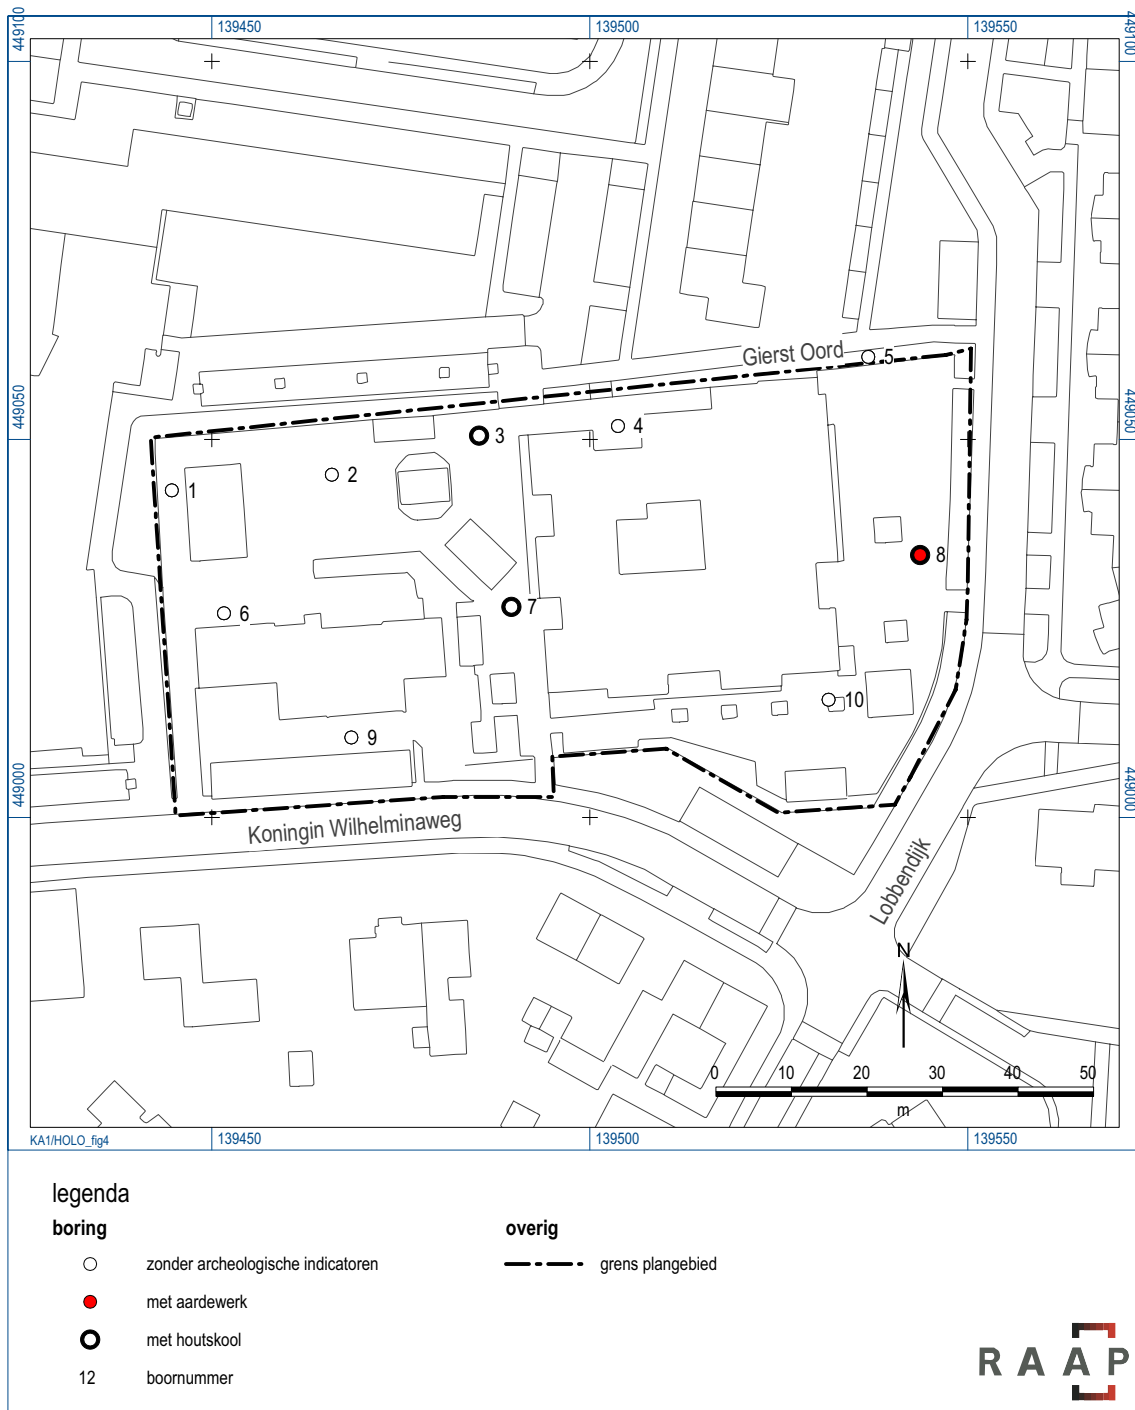 139450
139500
139550
449100
449100
Gierst Oord
5
449050
449050
3
4
2
1
8
7
6
10
9
449000
449000
Koningin Wilhelminaweg
Lobbendijk
N
0 10 20 30 40 50
m
KA1/HOLO_fig4
139450
139500
139550
legenda
boring
overig
zonder archeologische indicatoren
grens plangebied
met aardewerk
met houtskool
12 boornummer
RAAP